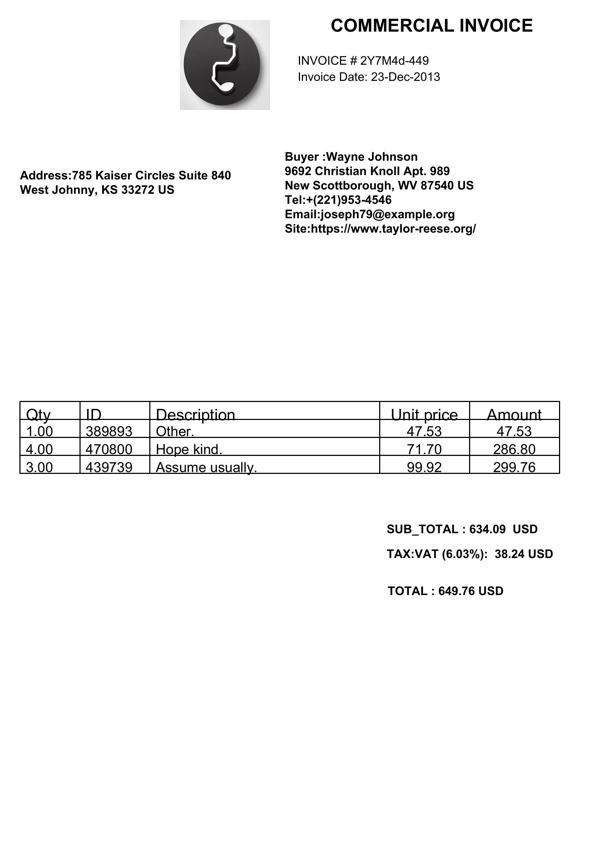 COMMERCIAL INVOICE
INVOICE # 2Y7M4d-449
Invoice Date: 23-Dec-2013
Address:785 Kaiser Circles Suite 840
West Johnny, KS 33272 US
Buyer :Wayne Johnson
9692 Christian Knoll Apt. 989
New Scottborough, WV 87540 US
Tel:+(221)953-4546
Email:joseph79@example.org
Site:https://www.taylor-reese.org/
Qty ID Description Unit price Amount
1.00 389893 Other. 47.53 47.53
4.00 470800 Hope kind. 71.70 286.80
3.00 439739 Assume usually. 99.92 299.76
SUB_TOTAL : 634.09 USD
TAX:VAT (6.03%): 38.24 USD
TOTAL : 649.76 USD